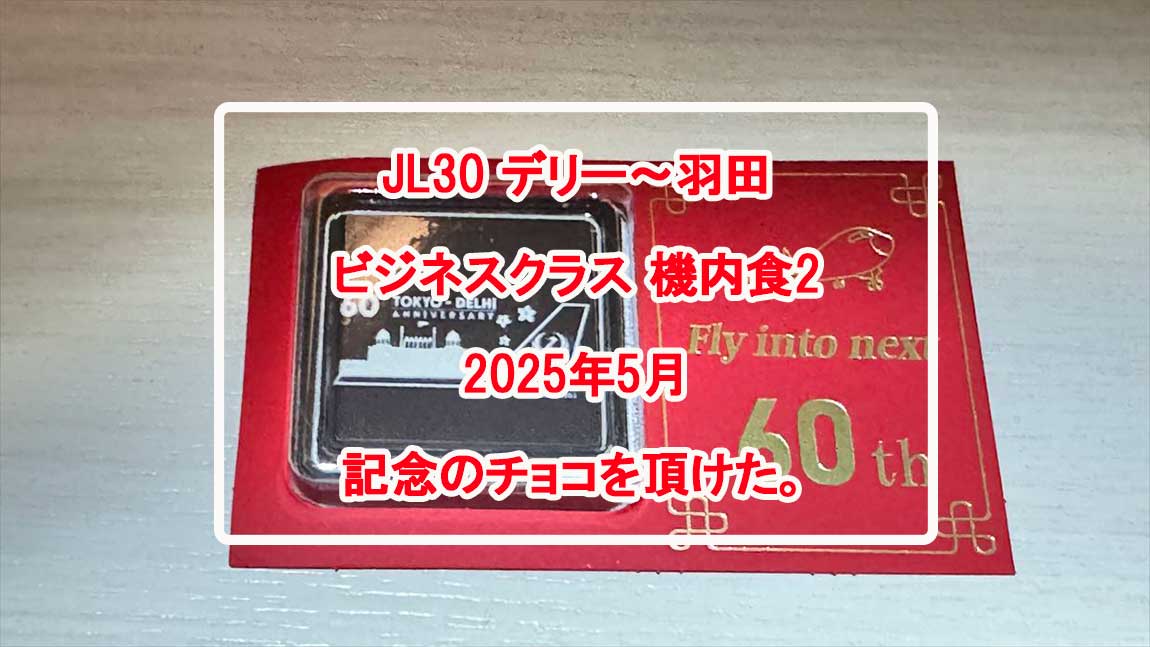 JL30 デリー～羽田
ビジネスクラス 機内食2
2025年5月
記念のチョコを頂けた。
60 TOKYO - DELHI
ANNIVERSARY
Fly into next
60 th